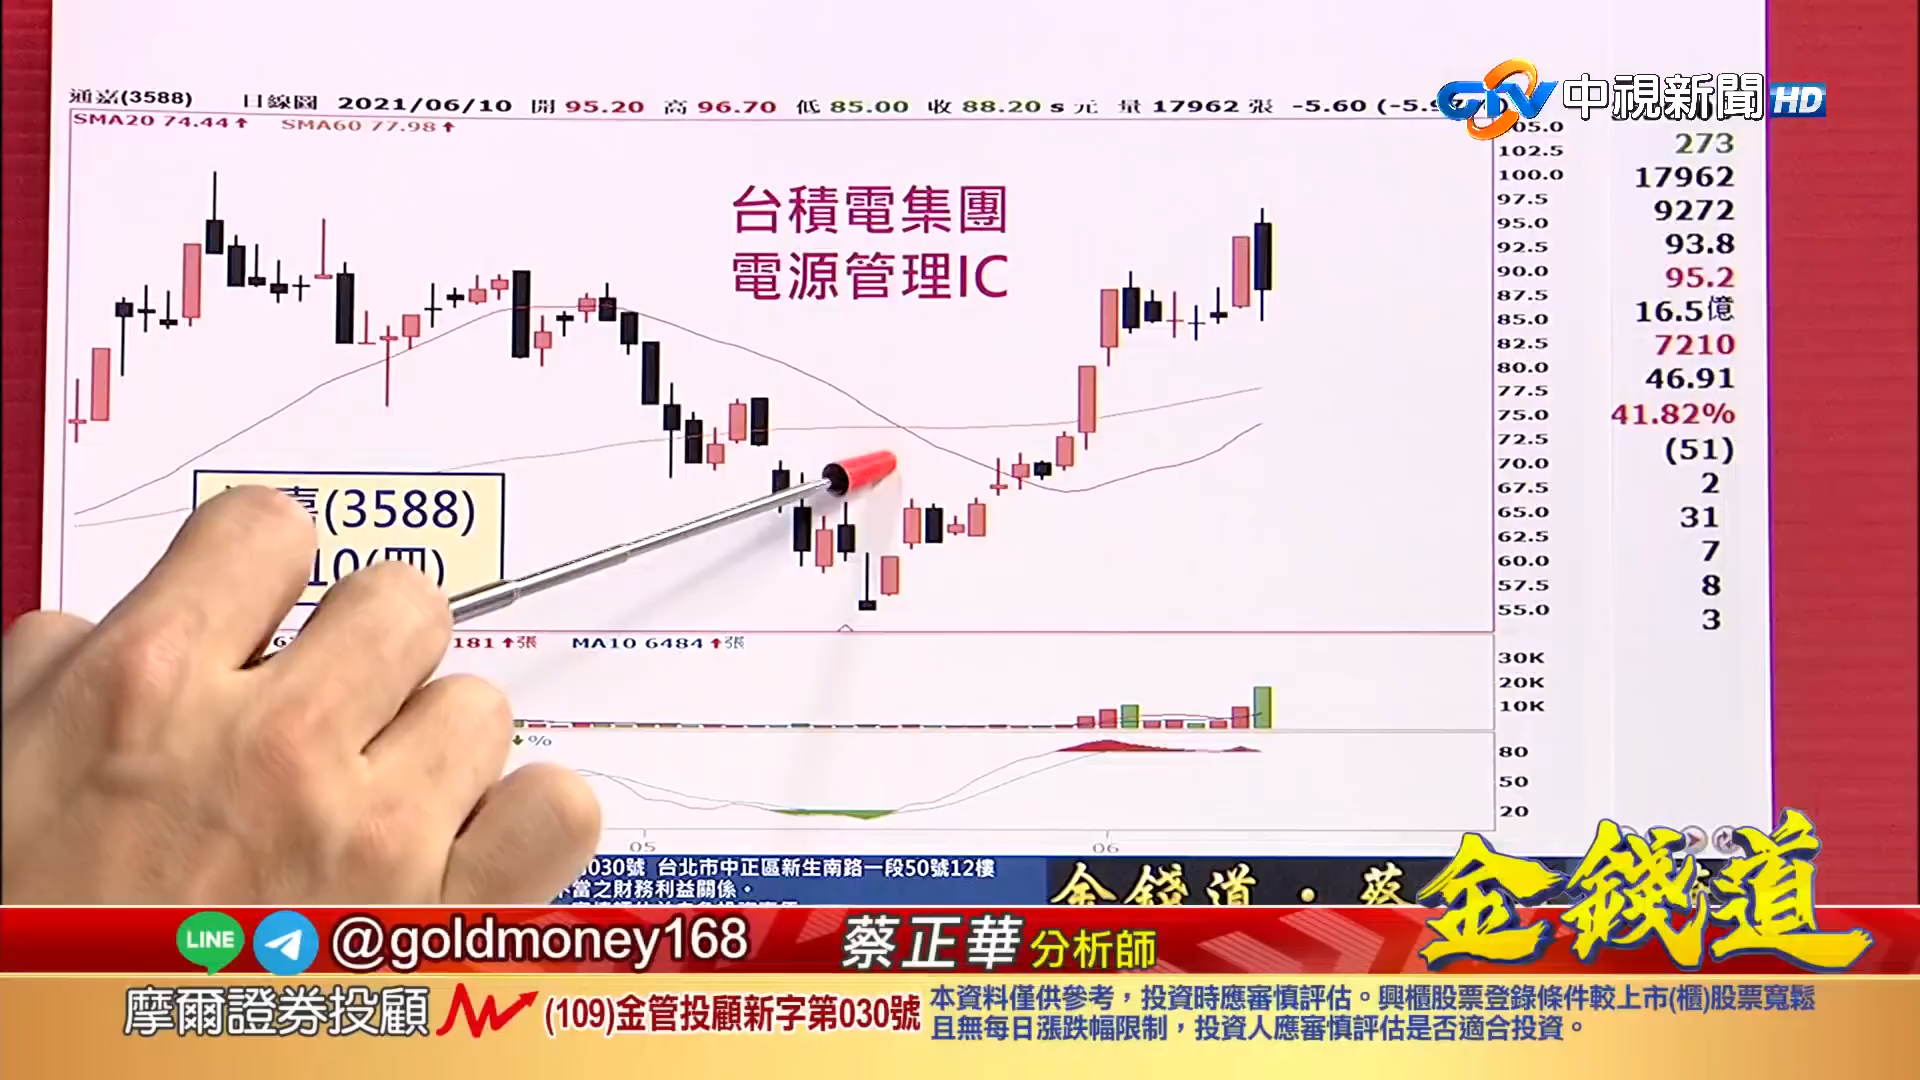 通嘉(3588) 日線圖 2021/06/10 開 95.20 高 96.70 低 85.00 收 88.20 s 元 量 17962 張 -5.60
SMA20 74.44↑ SMA60 77.98↑
CTV 中視新聞 HD
台積電集團
電源管理IC
105.0
102.5
100.0
97.5
95.0
92.5
90.0
87.5
85.0
82.5
80.0
77.5
75.0
72.5
70.0
67.5
65.0
62.5
60.0
57.5
55.0
273
17962
9272
93.8
95.2
16.5億
7210
46.91
41.82%
(51)
2
31
7
8
3
嘉(3588)
10(四)
181↑張 MA10 6484↑張
30K
20K
10K
↓%
80
50
20
05 06
030號 台北市中正區新生南路一段50號12樓
不當之財務利益關係。
金錢道・蔡
金錢道
LINE @goldmoney168 蔡正華 分析師
摩爾證券投顧 (109)金管投顧新字第030號
本資料僅供參考，投資時應審慎評估。興櫃股票登錄條件較上市(櫃)股票寬鬆
且無每日漲跌幅限制，投資人應審慎評估是否適合投資。